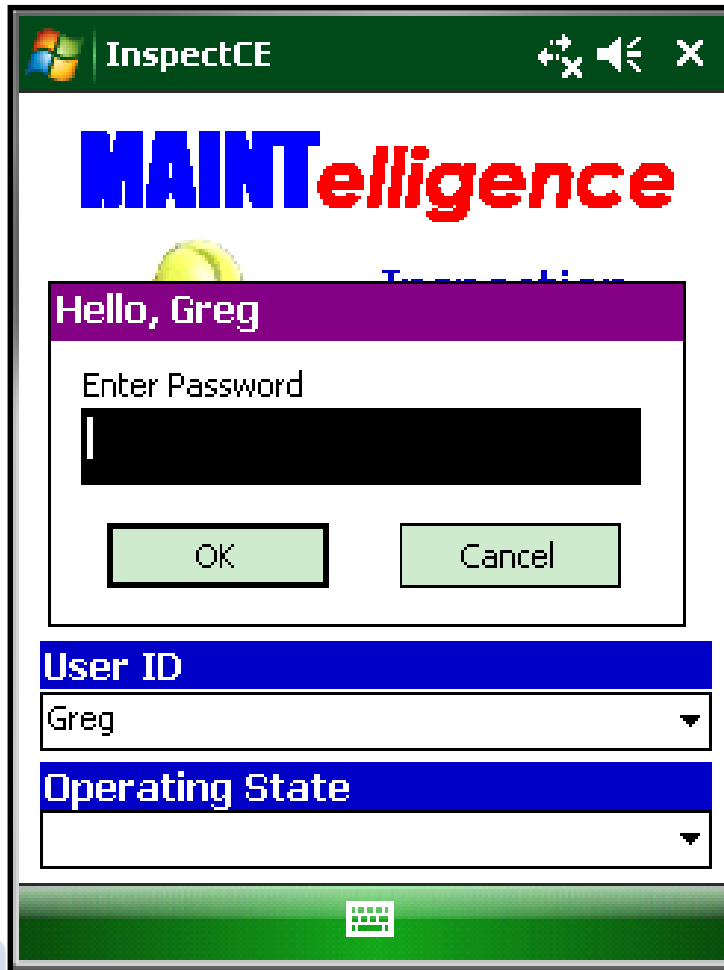 InspectCE
MAINTelligence
Hello, Greg
Enter Password
OK Cancel
User ID
Greg
Operating State